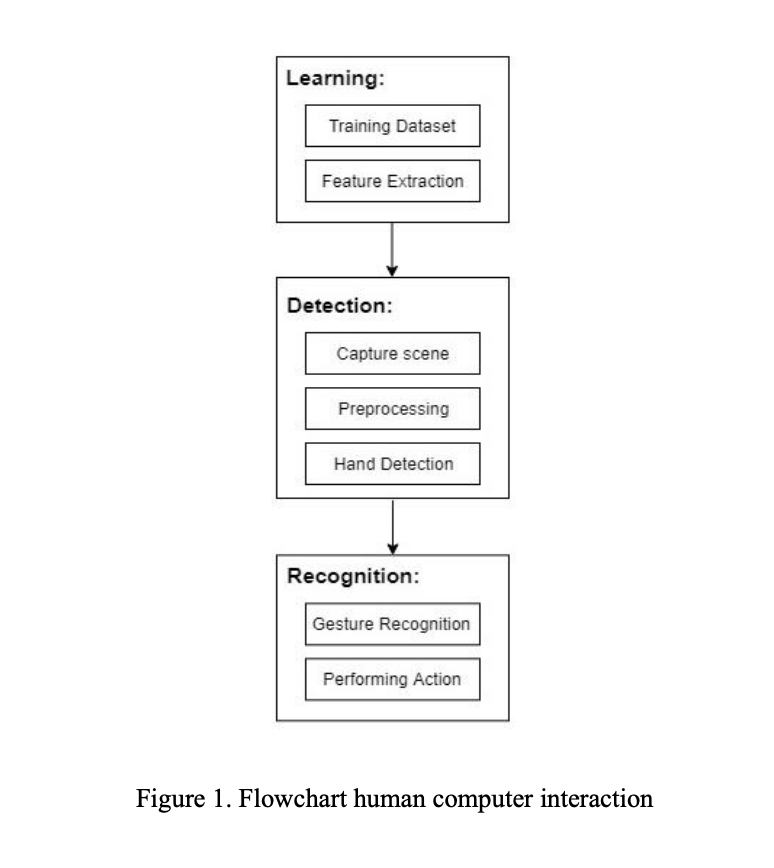 Learning:
Training Dataset
Feature Extraction
Detection:
Capture scene
Preprocessing
Hand Detection
Recognition:
Gesture Recognition
Performing Action
Figure 1. Flowchart human computer interaction